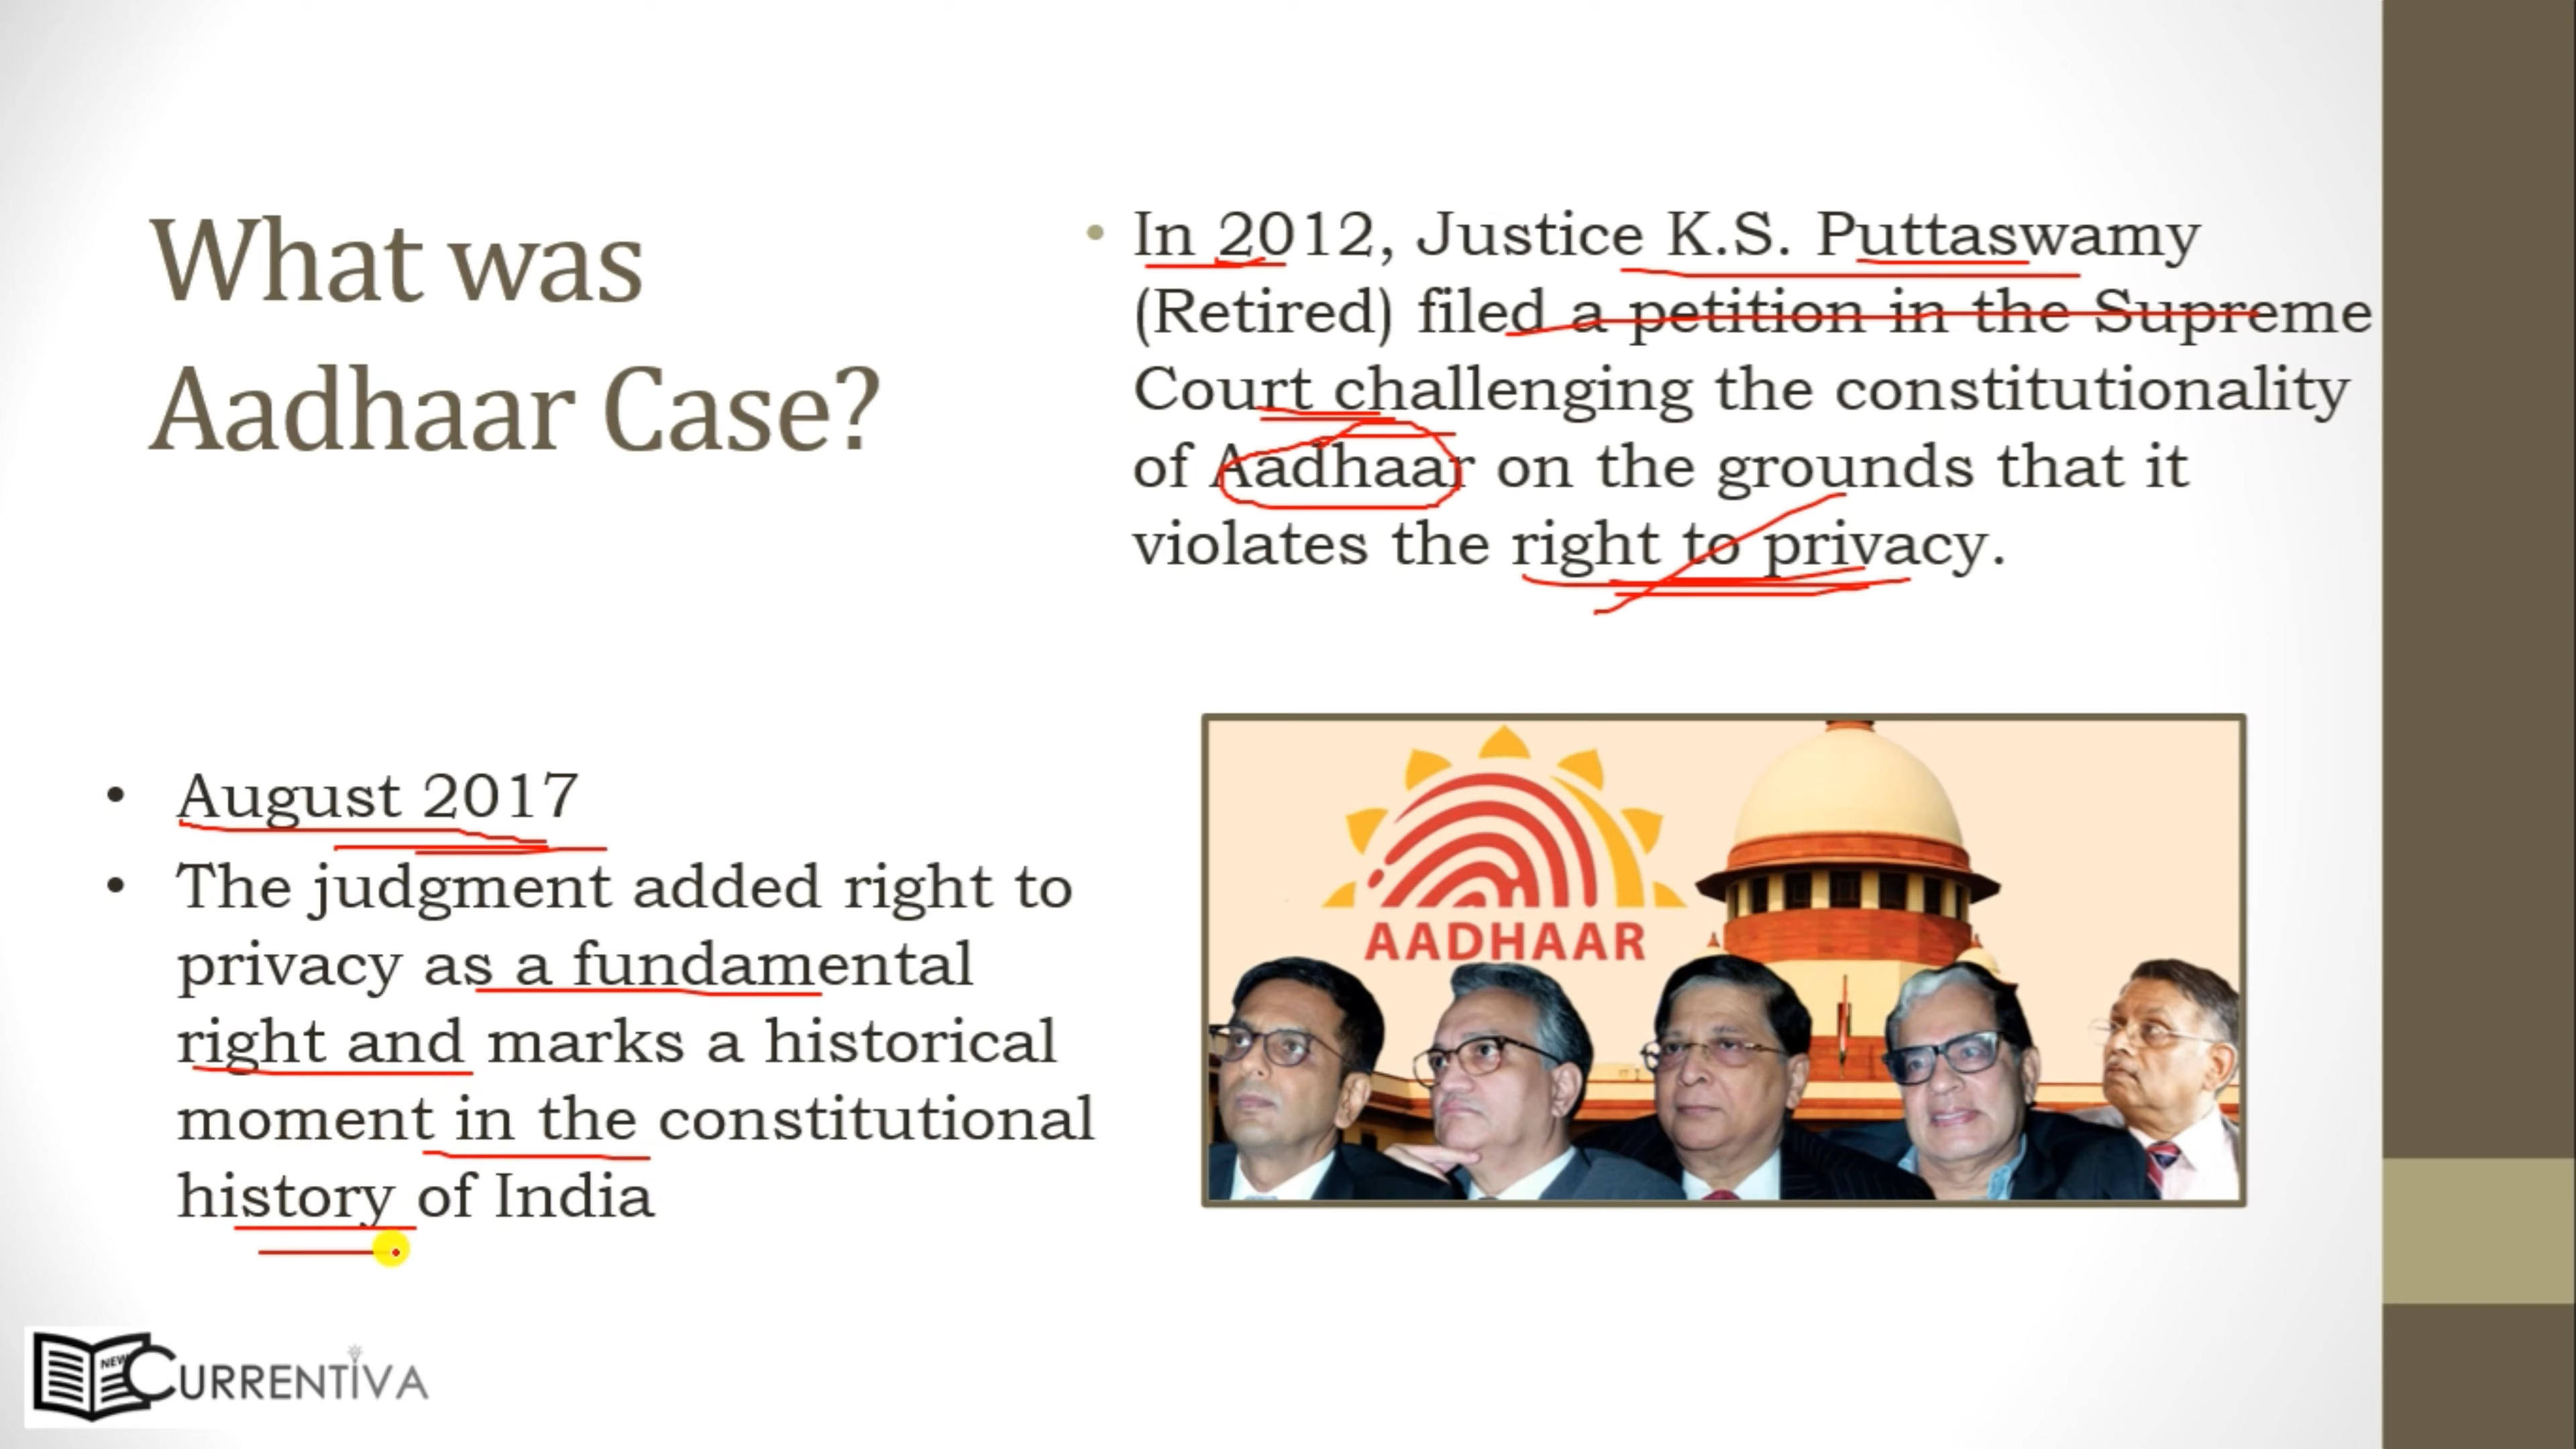 What was
Aadhaar Case?
• In 2012, Justice K.S. Puttaswamy
(Retired) filed a petition in the Supreme
Court challenging the constitutionality
of Aadhaar on the grounds that it
violates the right to privacy.
• August 2017
• The judgment added right to
privacy as a fundamental
right and marks a historical
moment in the constitutional
history of India
AADHAAR
NEW
CURRENTIVA